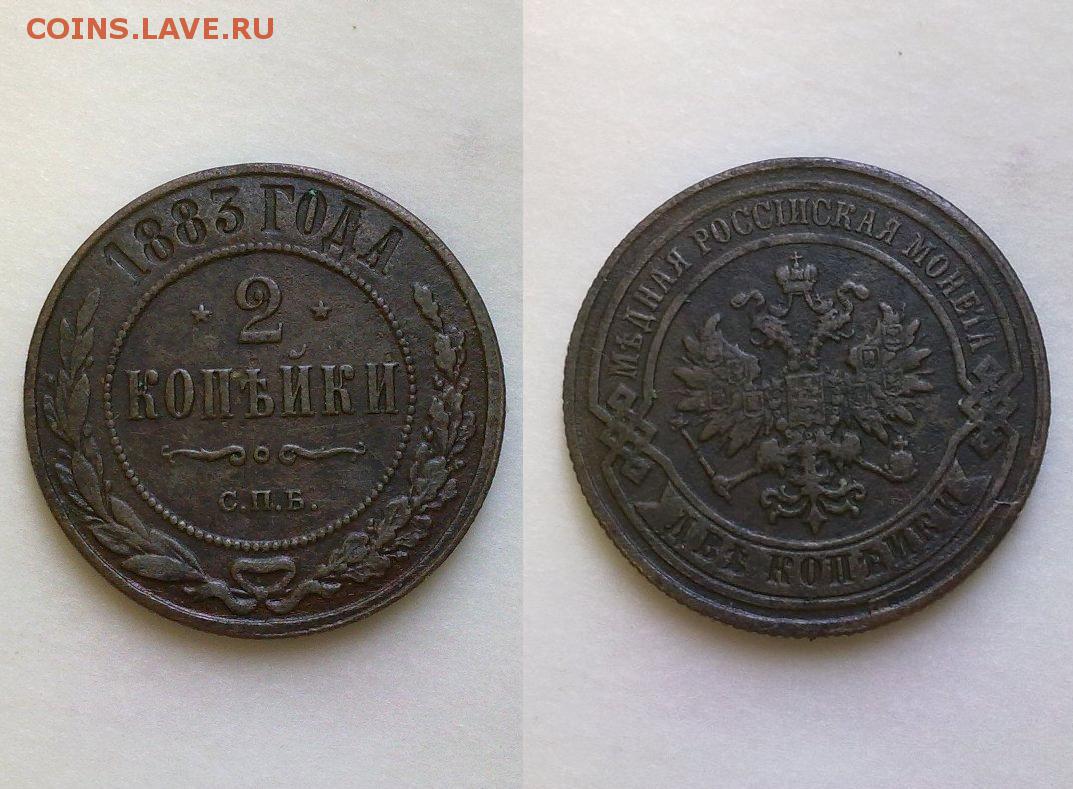 COINS.LAVE.RU
1883 ГОДА
2
КОПѢЙКИ
С.П.Б.
МѢДНАЯ РОССІЙСКАЯ МОНЕТА
ДВѢ КОПѢЙКИ